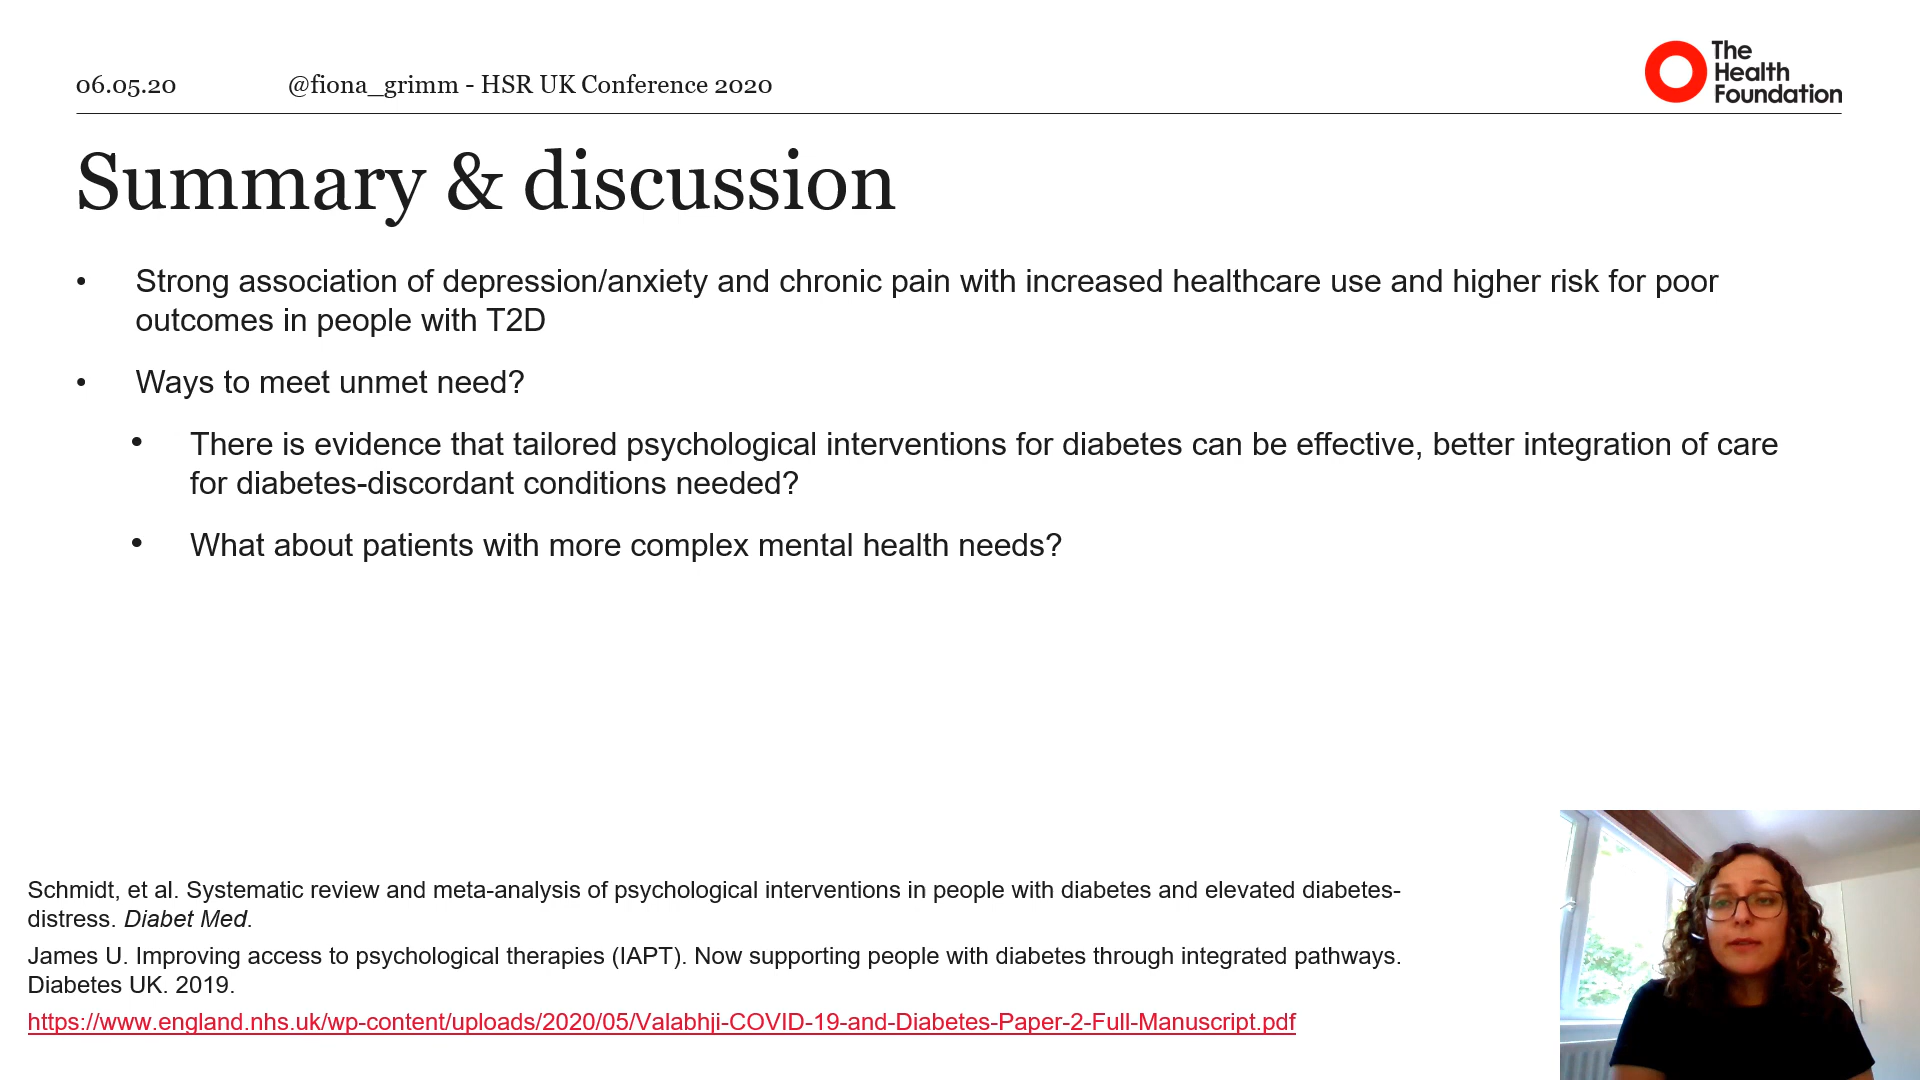 06.05.20
@fiona_grimm - HSR UK Conference 2020
The
Health
Foundation
Summary & discussion
• Strong association of depression/anxiety and chronic pain with increased healthcare use and higher risk for poor
outcomes in people with T2D
• Ways to meet unmet need?
• There is evidence that tailored psychological interventions for diabetes can be effective, better integration of care
for diabetes-discordant conditions needed?
• What about patients with more complex mental health needs?
Schmidt, et al. Systematic review and meta-analysis of psychological interventions in people with diabetes and elevated diabetes-
distress. Diabet Med.
James U. Improving access to psychological therapies (IAPT). Now supporting people with diabetes through integrated pathways.
Diabetes UK. 2019.
https://www.england.nhs.uk/wp-content/uploads/2020/05/Valabhji-COVID-19-and-Diabetes-Paper-2-Full-Manuscript.pdf